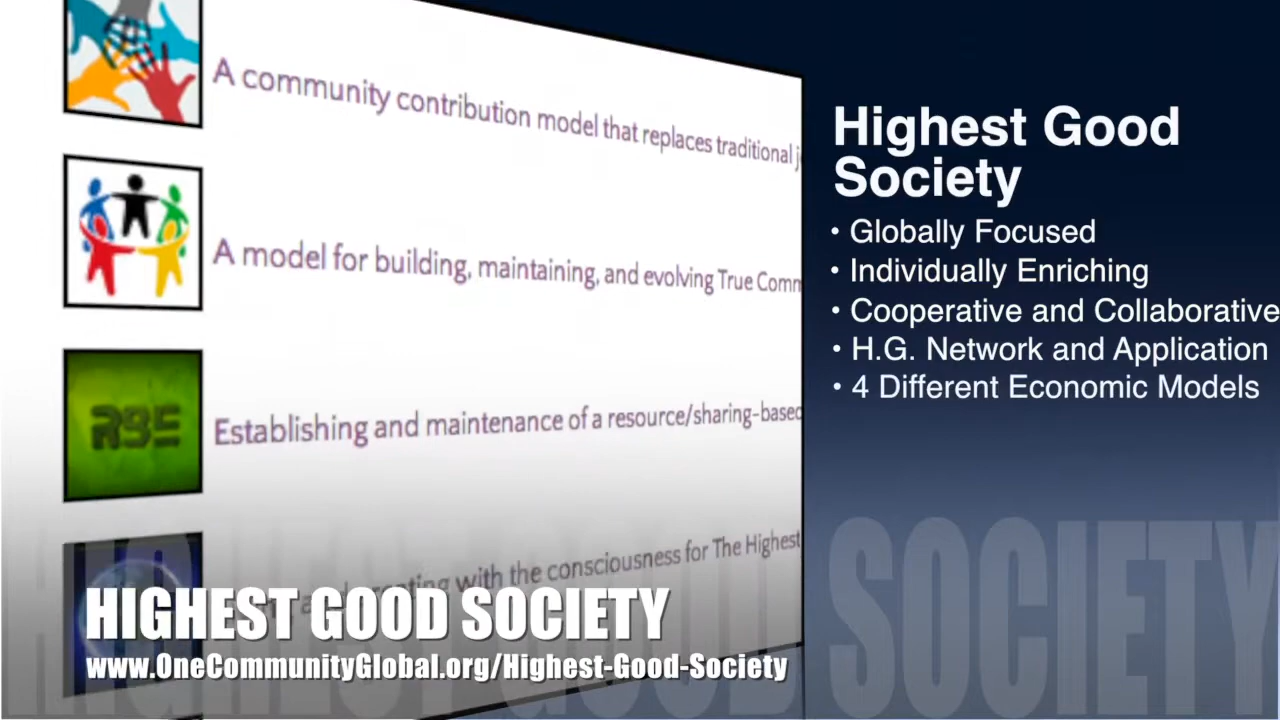 A community contribution model that replaces traditional
A model for building, maintaining, and evolving True
RBE
Establishing and maintenance of a resource/sharing-based
with the consciousness for The Highest
Highest Good
Society
• Globally Focused
• Individually Enriching
• Cooperative and Collaborative
• H.G. Network and Application
• 4 Different Economic Models
HIGHEST GOOD SOCIETY
HIGHEST GOOD SOCIETY
www.OneCommunityGlobal.org/Highest-Good-Society